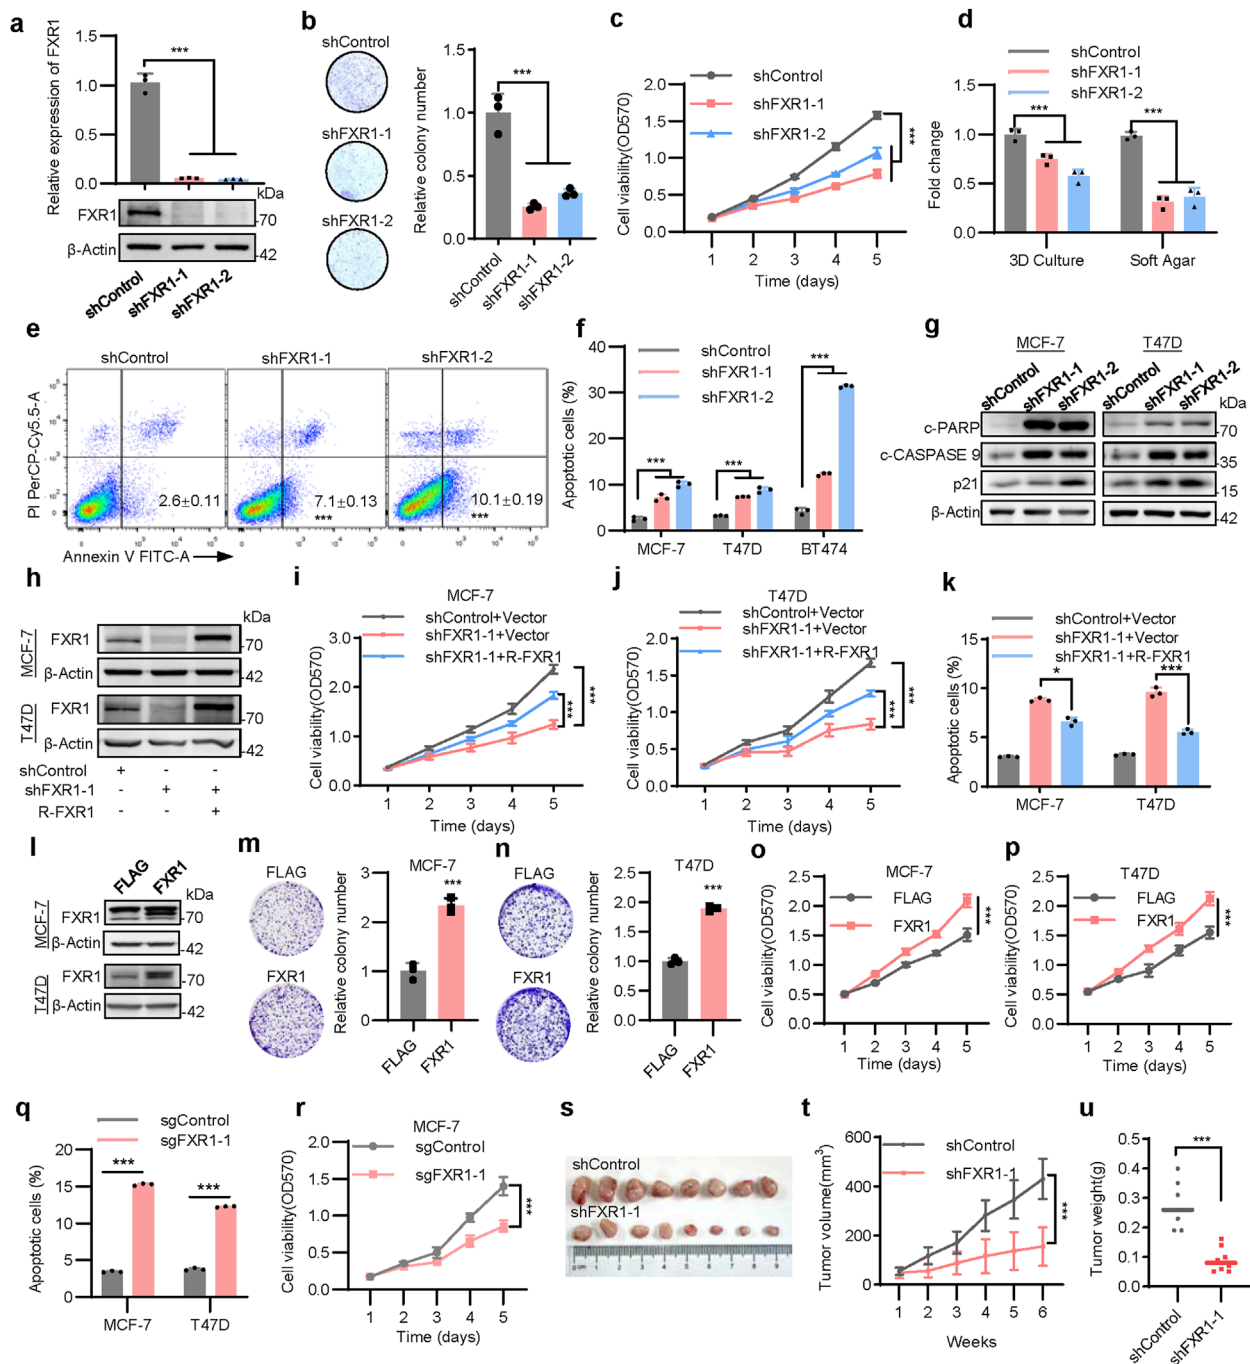 a
Relative expression of FXR1
1.5
1.0
0.5
0.0
***
kDa
FXR1
-70
β-Actin
-42
shControl
shFXR1-1
shFXR1-2
b
shControl
shFXR1-1
shFXR1-2
Relative colony number
1.5
1.0
0.5
0.0
***
shControl
shFXR1-1
shFXR1-2
c
Cell viability(OD570)
2.0
1.5
1.0
0.5
0.0
shControl
shFXR1-1
shFXR1-2
***
1 2 3 4 5
Time (days)
d
shControl
shFXR1-1
shFXR1-2
Fold change
1.5
1.0
0.5
0.0
***
***
3D Culture
Soft Agar
e
shControl
shFXR1-1
shFXR1-2
PI PerCP-Cy5.5-A
2.6±0.11
7.1±0.13
***
10.1±0.19
***
Annexin V FITC-A
f
Apoptotic cells (%)
40
30
20
10
0
shControl
shFXR1-1
shFXR1-2
***
***
***
MCF-7
T47D
BT474
g
MCF-7
T47D
shControl
shFXR1-1
shFXR1-2
shControl
shFXR1-1
shFXR1-2
kDa
c-PARP
-70
c-CASPASE 9
-35
p21
-15
β-Actin
-42
h
kDa
MCF-7
FXR1
-70
β-Actin
-42
T47D
FXR1
-70
β-Actin
-42
shControl + - -
shFXR1-1 - + +
R-FXR1 - - +
i
MCF-7
shControl+Vector
shFXR1-1+Vector
shFXR1-1+R-FXR1
Cell viability(OD570)
3.0
2.0
1.0
0.0
***
***
1 2 3 4 5
Time (days)
j
T47D
shControl+Vector
shFXR1-1+Vector
shFXR1-1+R-FXR1
Cell viability(OD570)
2.0
1.5
1.0
0.5
0.0
***
***
1 2 3 4 5
Time (days)
k
shControl+Vector
shFXR1-1+Vector
shFXR1-1+R-FXR1
Apoptotic cells (%)
15
10
5
0
*
***
MCF-7
T47D
l
FLAG
FXR1
kDa
MCF-7
FXR1
-70
β-Actin
-42
T47D
FXR1
-70
β-Actin
-42
m
FLAG
FXR1
MCF-7
Relative colony number
3
2
1
0
***
FLAG
FXR1
n
FLAG
FXR1
T47D
Relative colony number
2.5
2.0
1.5
1.0
0.5
0.0
***
FLAG
FXR1
o
MCF-7
FLAG
FXR1
Cell viability(OD570)
2.5
2.0
1.5
1.0
0.5
0.0
***
1 2 3 4 5
Time (days)
p
T47D
FLAG
FXR1
Cell viability(OD570)
2.5
2.0
1.5
1.0
0.5
0.0
***
1 2 3 4 5
Time (days)
q
sgControl
sgFXR1-1
Apoptotic cells (%)
20
15
10
5
0
***
***
MCF-7
T47D
r
MCF-7
sgControl
sgFXR1-1
Cell viability(OD570)
2.0
1.5
1.0
0.5
0.0
***
1 2 3 4 5
Time (days)
s
shControl
shFXR1-1
0 cm 1 2 3 4 5 6 7 8 9
t
shControl
shFXR1-1
Tumor volume(mm³)
600
400
200
0
***
1 2 3 4 5 6
Weeks
u
Tumor weight(g)
0.5
0.4
0.3
0.2
0.1
0.0
***
shControl
shFXR1-1